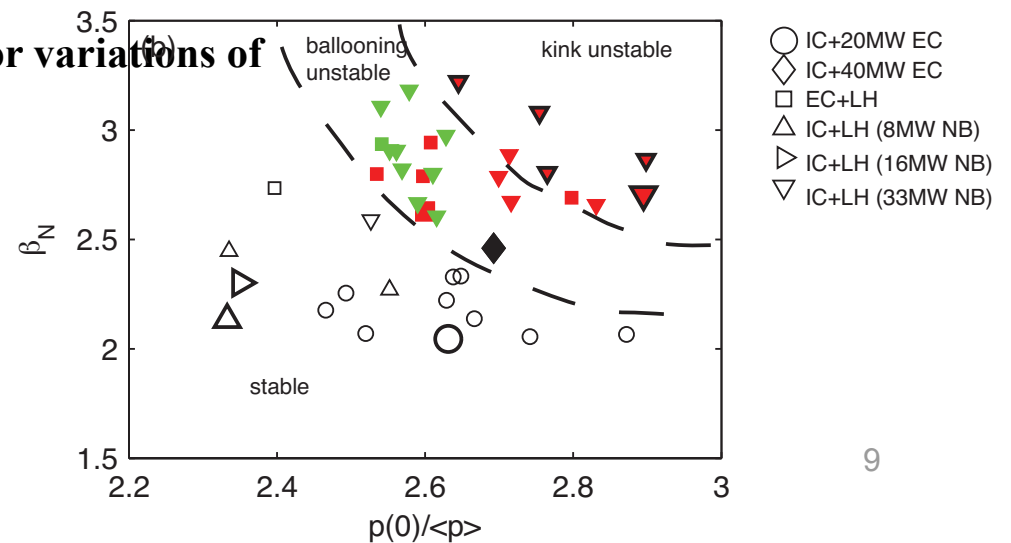 or variations of
(b)
3.5
3
2.5
2
1.5
βN
ballooning
unstable
kink unstable
stable
2.2 2.4 2.6 2.8 3
p(0)/<p>
IC+20MW EC
IC+40MW EC
EC+LH
IC+LH (8MW NB)
IC+LH (16MW NB)
IC+LH (33MW NB)
9